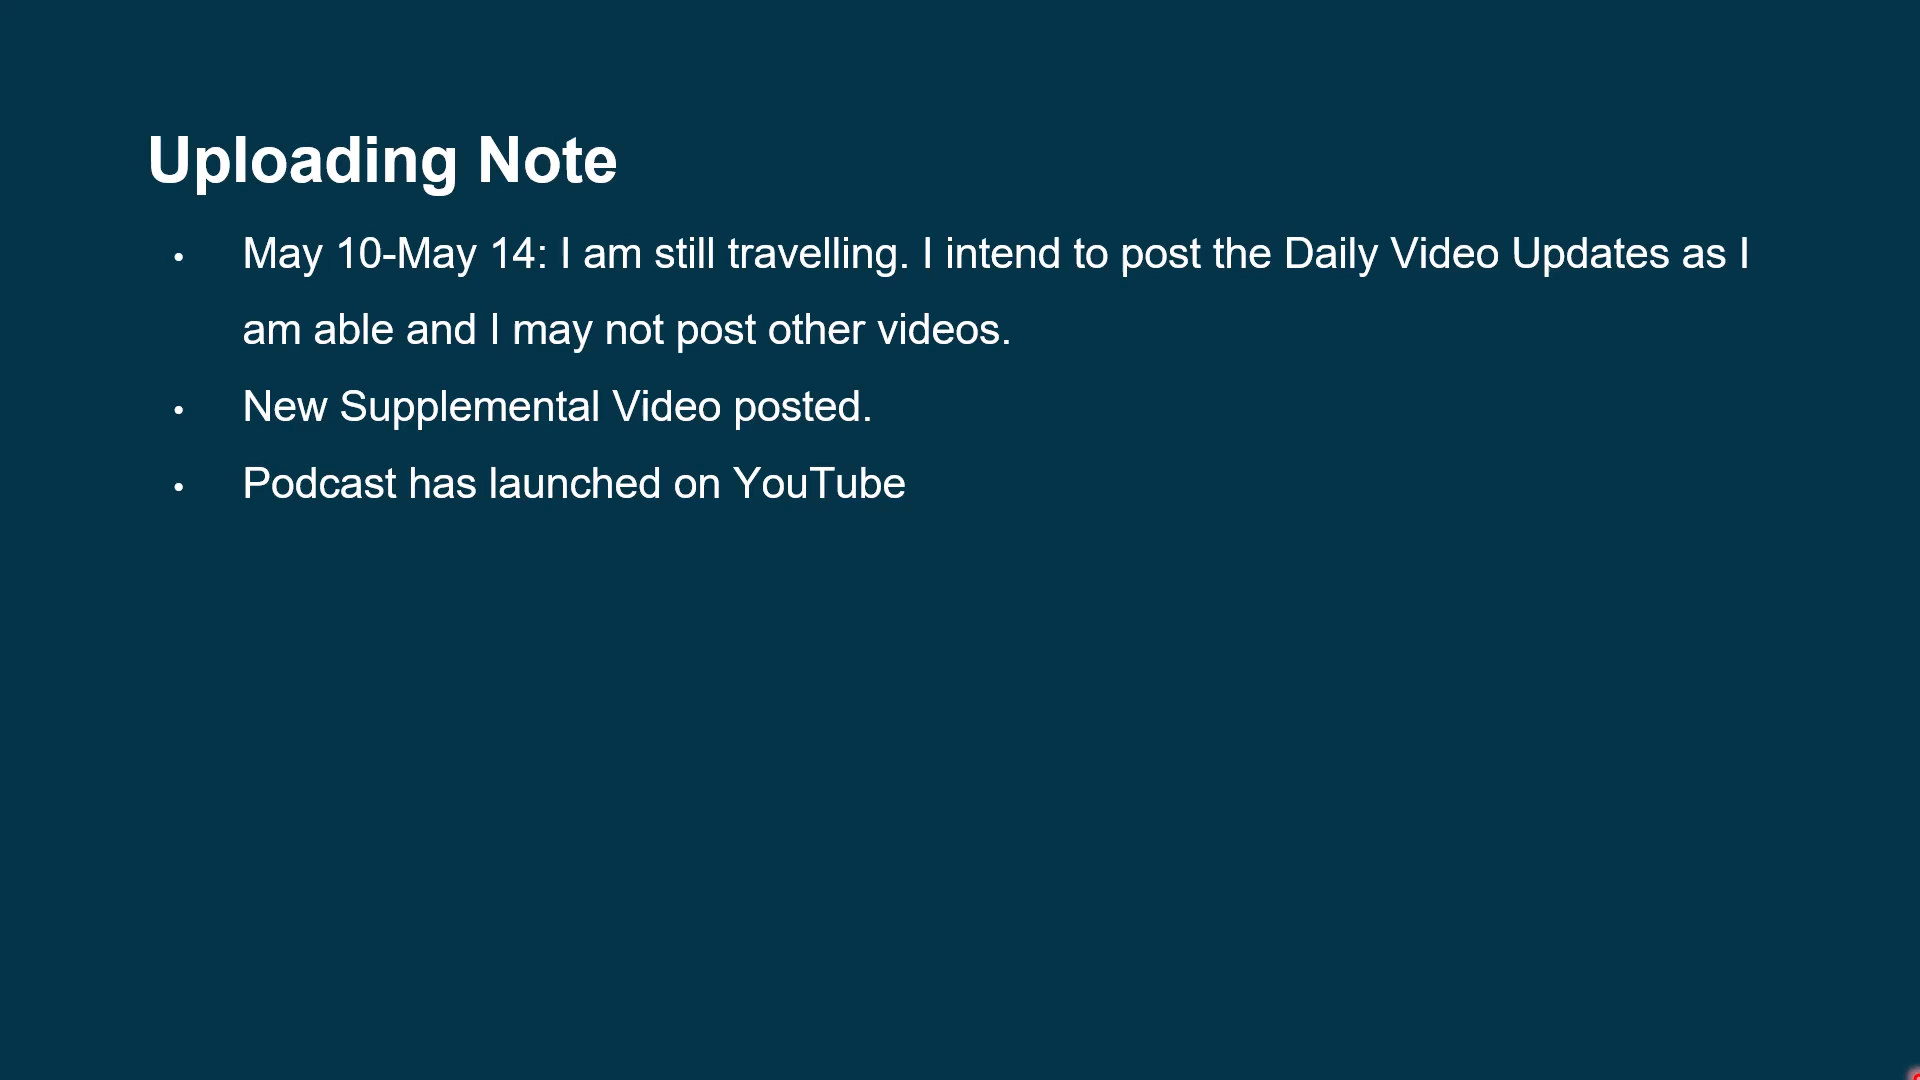 Uploading Note
• May 10-May 14: I am still travelling. I intend to post the Daily Video Updates as I
am able and I may not post other videos.
• New Supplemental Video posted.
• Podcast has launched on YouTube